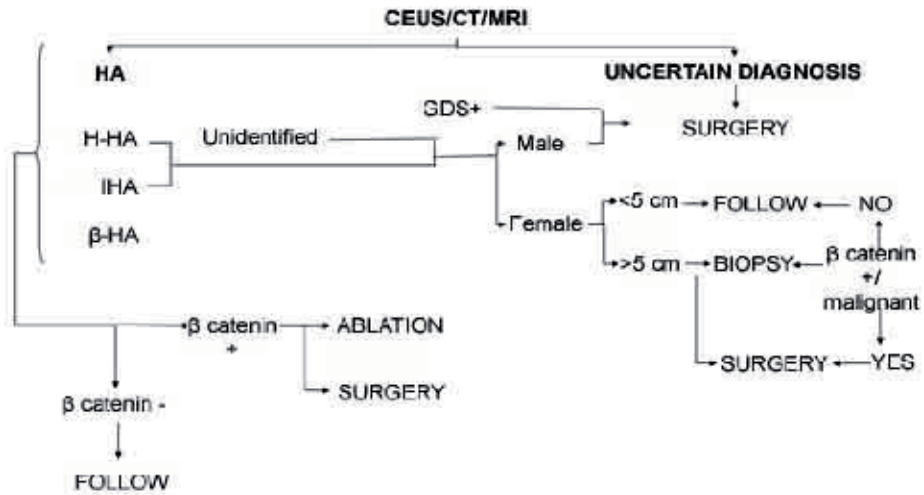 CEUS/CT/MRI
HA
UNCERTAIN DIAGNOSIS
GDS+
SURGERY
H-HA
Unidentified
Male
IHA
<5 cm
FOLLOW
NO
Female
β-HA
>5 cm
BIOPSY
β catenin
+/
malignant
β catenin
+
ABLATION
SURGERY
YES
SURGERY
β catenin -
FOLLOW